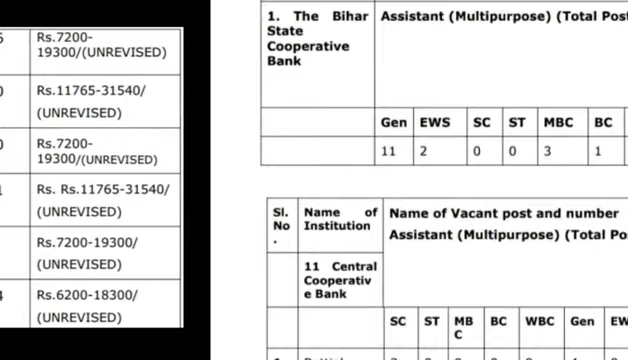 Rs.7200-
19300/(UNREVISED)
Rs.11765-31540/
(UNREVISED)
Rs.7200-
19300/(UNREVISED)
Rs. Rs.11765-31540/
(UNREVISED)
Rs.7200-19300/
(UNREVISED)
Rs.6200-18300/
(UNREVISED)
1. The Bihar State Cooperative Bank
Assistant (Multipurpose) (Total
Gen EWS SC ST MBC BC
11 2 0 0 3 1
Sl. No .
Name of Institution
Name of Vacant post and number
Assistant (Multipurpose) (Total
11 Central
Cooperativ
e Bank
SC ST MB C BC WBC Gen